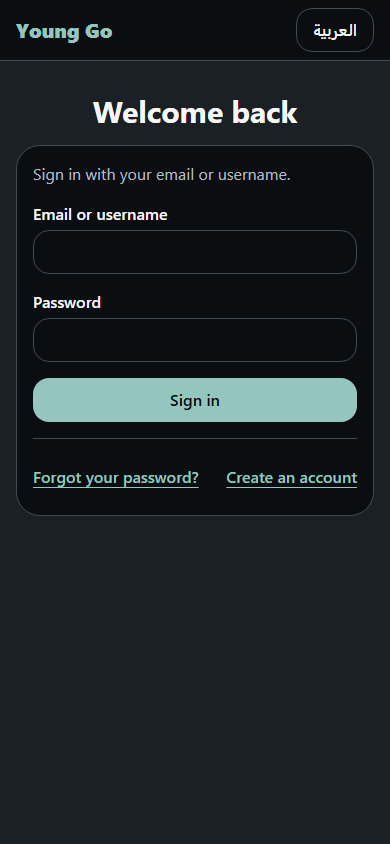 Young Go
العربية
Welcome back
Sign in with your email or username.
Email or username
Password
Sign in
Forgot your password?
Create an account